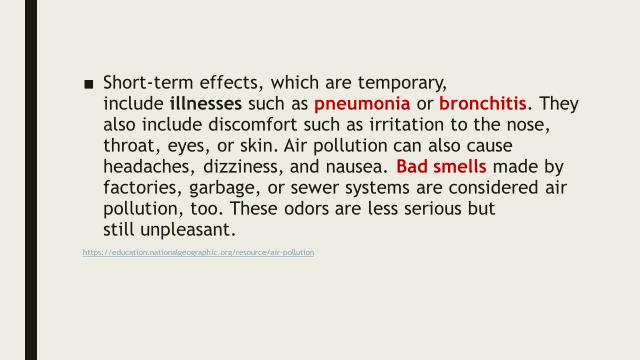 ■ Short-term effects, which are temporary,
include illnesses such as pneumonia or bronchitis. They
also include discomfort such as irritation to the nose,
throat, eyes, or skin. Air pollution can also cause
headaches, dizziness, and nausea. Bad smells made by
factories, garbage, or sewer systems are considered air
pollution, too. These odors are less serious but
still unpleasant.
https://education.nationalgeographic.org/resource/air-pollution